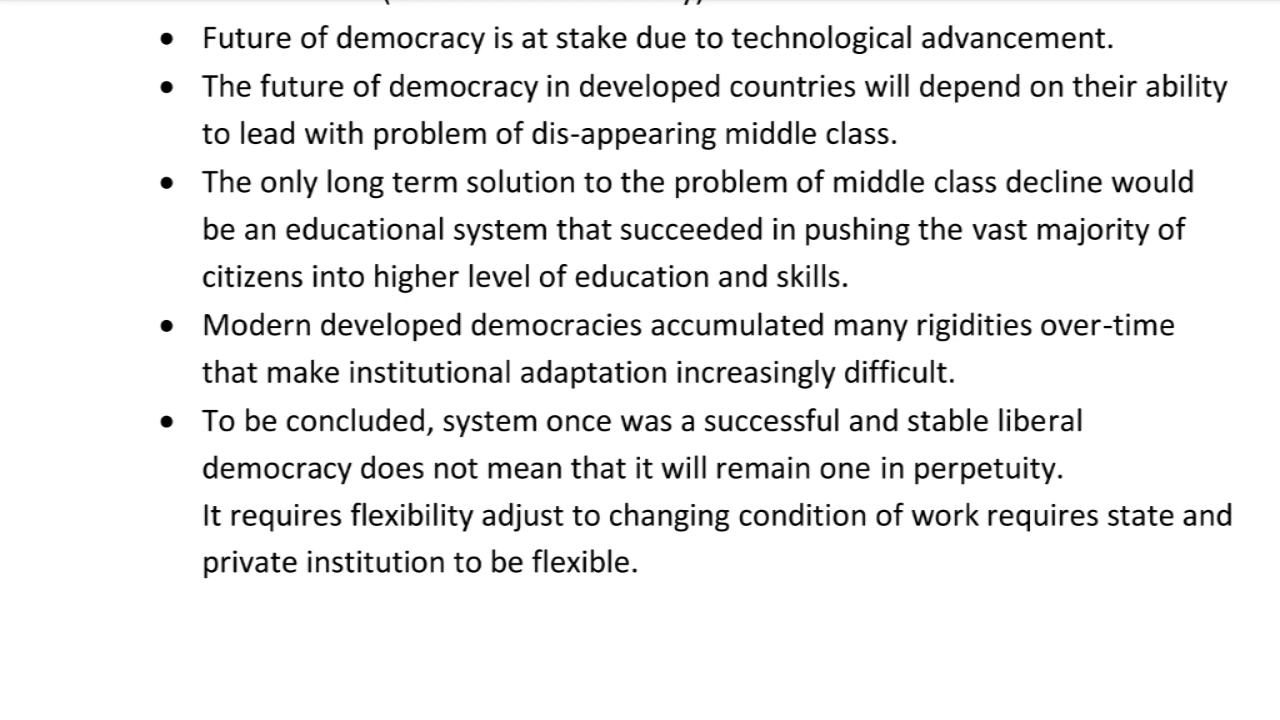 • Future of democracy is at stake due to technological advancement.
• The future of democracy in developed countries will depend on their ability
to lead with problem of dis-appearing middle class.
• The only long term solution to the problem of middle class decline would
be an educational system that succeeded in pushing the vast majority of
citizens into higher level of education and skills.
• Modern developed democracies accumulated many rigidities over-time
that make institutional adaptation increasingly difficult.
• To be concluded, system once was a successful and stable liberal
democracy does not mean that it will remain one in perpetuity.
It requires flexibility adjust to changing condition of work requires state and
private institution to be flexible.